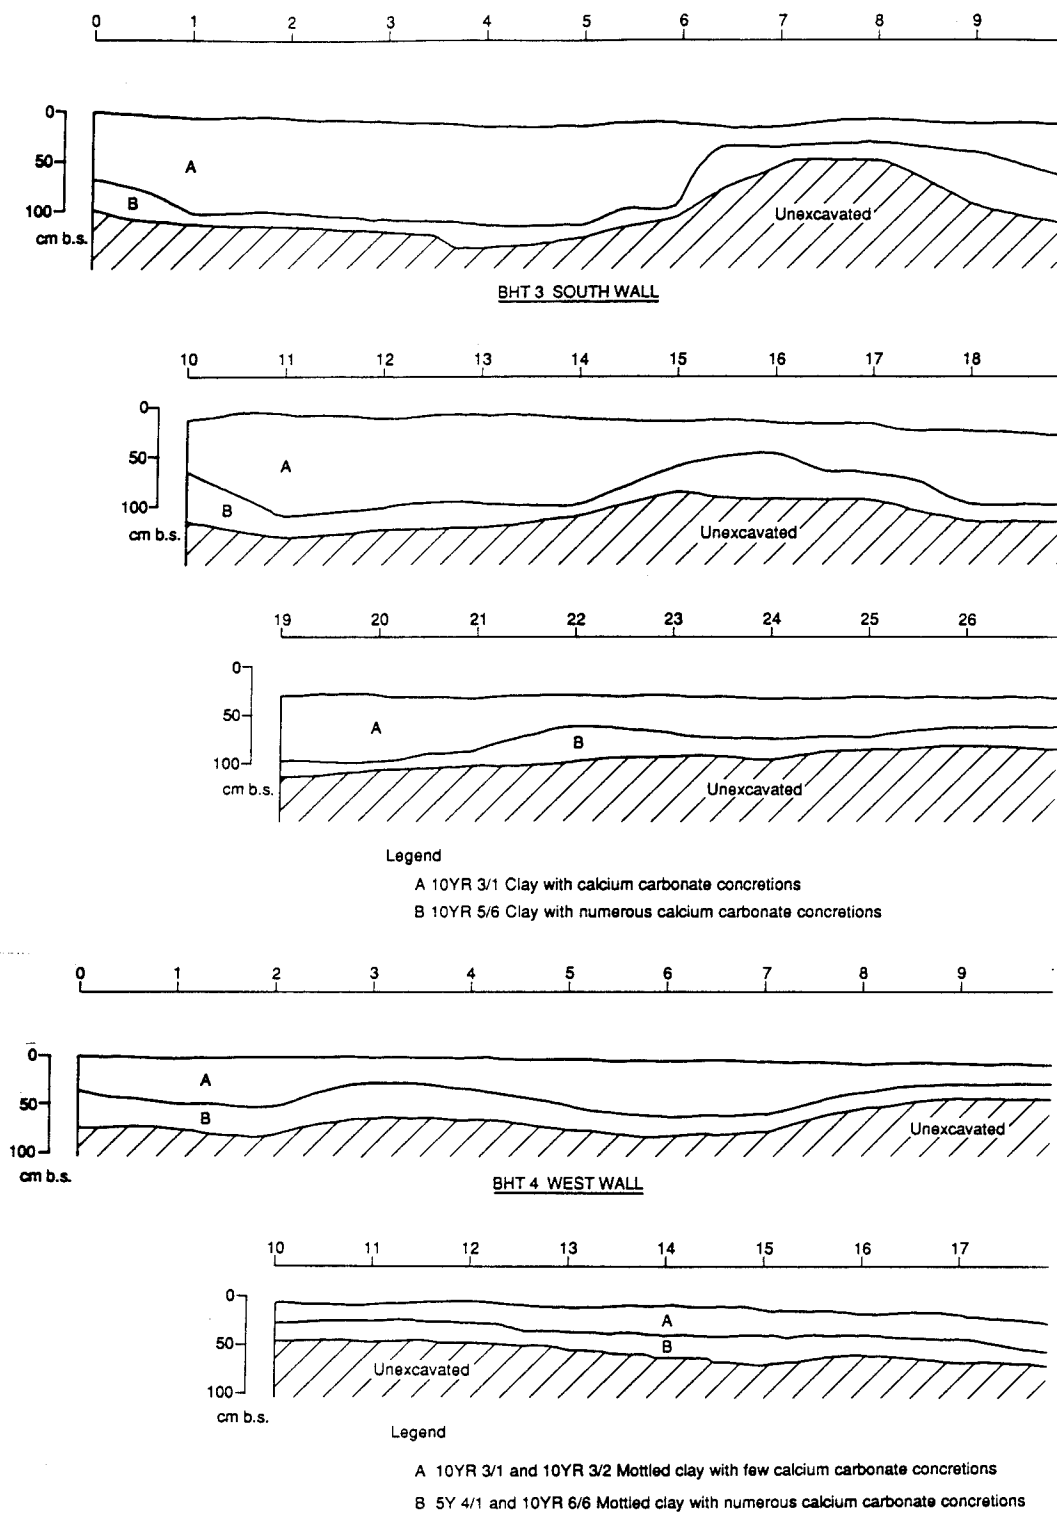 0 1 2 3 4 5 6 7 8 9
0
A
50
B
100
Unexcavated
cm b.s.
BHT 3 SOUTH WALL
10 11 12 13 14 15 16 17 18
0
50
A
100
B
cm b.s.
Unexcavated
19 20 21 22 23 24 25 26
0
50
A
B
100
cm b.s.
Unexcavated
Legend
A 10YR 3/1 Clay with calcium carbonate concretions
B 10YR 5/6 Clay with numerous calcium carbonate concretions
0 1 2 3 4 5 6 7 8 9
0
A
50
B
Unexcavated
100
cm b.s.
BHT 4 WEST WALL
10 11 12 13 14 15 16 17
0
A
50
B
Unexcavated
100
cm b.s.
Legend
A 10YR 3/1 and 10YR 3/2 Mottled clay with few calcium carbonate concretions
B 5Y 4/1 and 10YR 6/6 Mottled clay with numerous calcium carbonate concretions